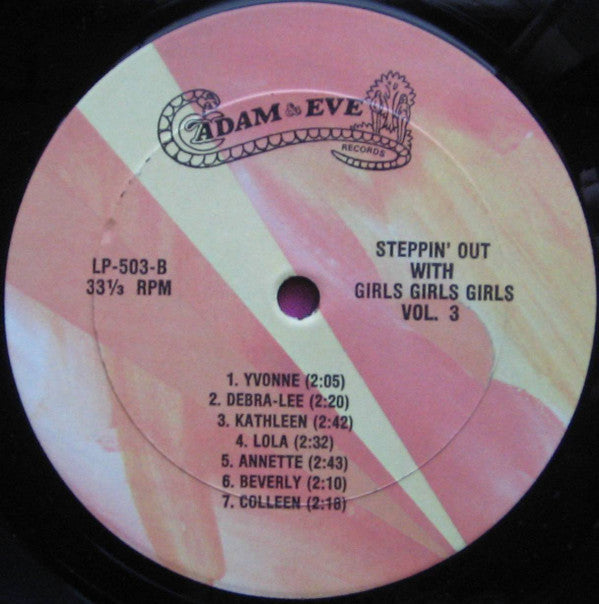 ADAM & EVE
RECORDS
LP-503-B
33⅓ RPM
STEPPIN' OUT
WITH
GIRLS GIRLS GIRLS
VOL. 3
1. YVONNE (2:05)
2. DEBRA-LEE (2:20)
3. KATHLEEN (2:42)
4. LOLA (2:32)
5. ANNETTE (2:43)
6. BEVERLY (2:10)
7. COLLEEN (2:18)